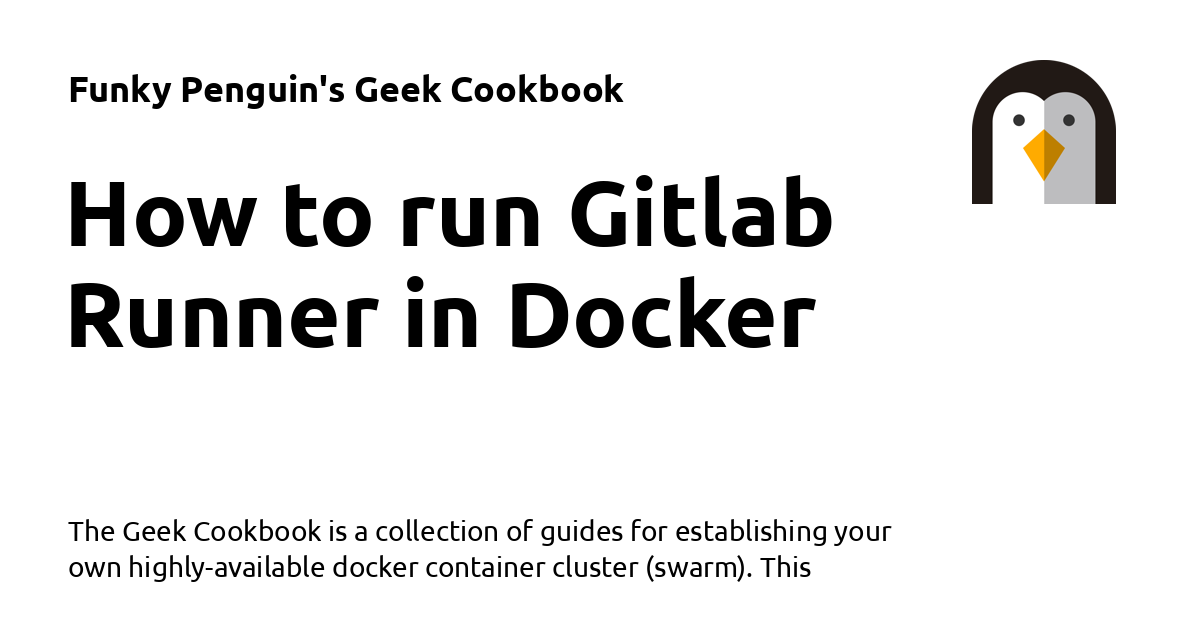 Funky Penguin's Geek Cookbook
How to run Gitlab
Runner in Docker
The Geek Cookbook is a collection of guides for establishing your
own highly-available docker container cluster (swarm). This